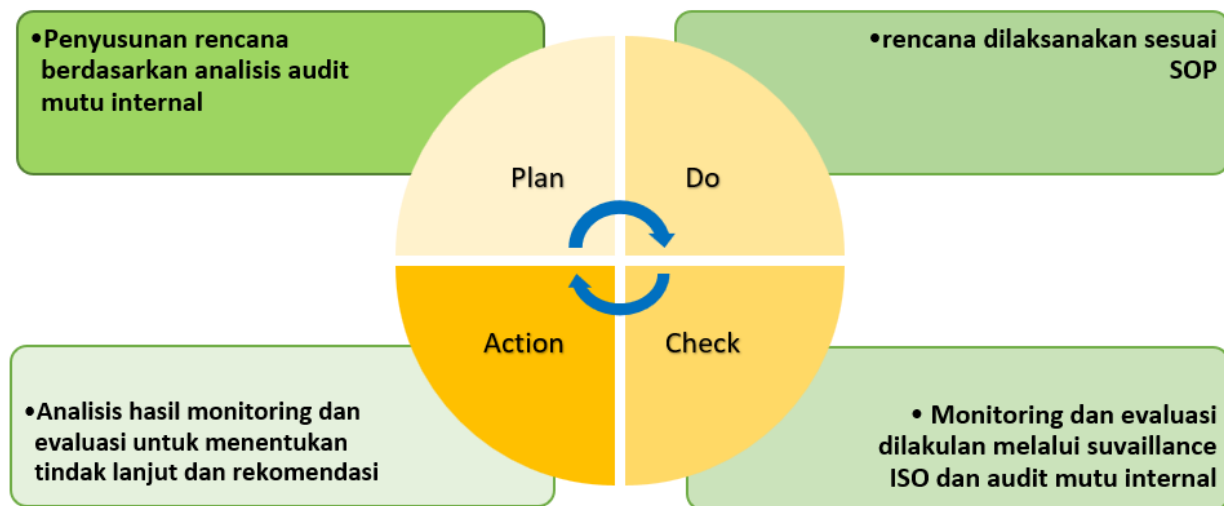 •Penyusunan rencana
berdasarkan analisis audit
mutu internal
•rencana dilaksanakan sesuai
SOP
Plan
Do
Action
Check
•Analisis hasil monitoring dan
evaluasi untuk menentukan
tindak lanjut dan rekomendasi
• Monitoring dan evaluasi
dilakulan melalui suvaillance
ISO dan audit mutu internal